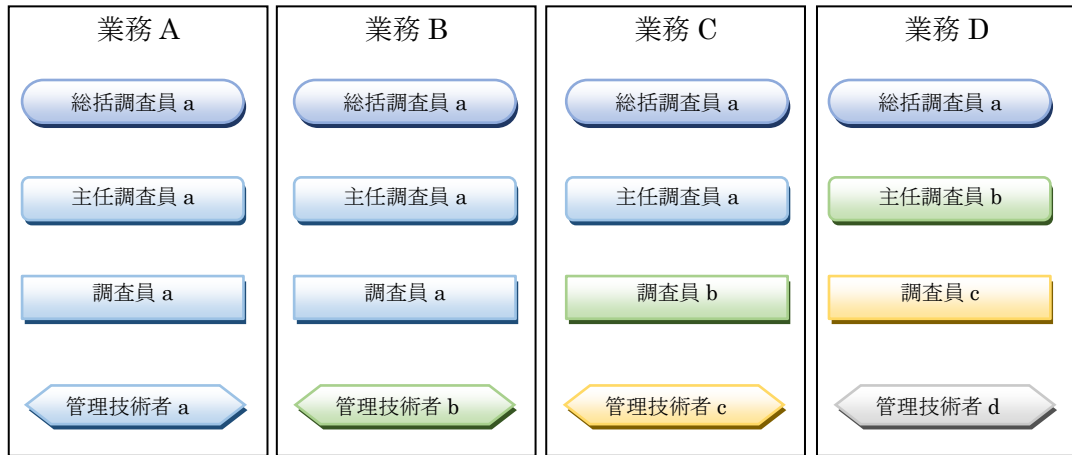 業務 A
総括調査員 a
主任調査員 a
調査員 a
管理技術者 a
業務 B
総括調査員 a
主任調査員 a
調査員 a
管理技術者 b
業務 C
総括調査員 a
主任調査員 a
調査員 b
管理技術者 c
業務 D
総括調査員 a
主任調査員 b
調査員 c
管理技術者 d